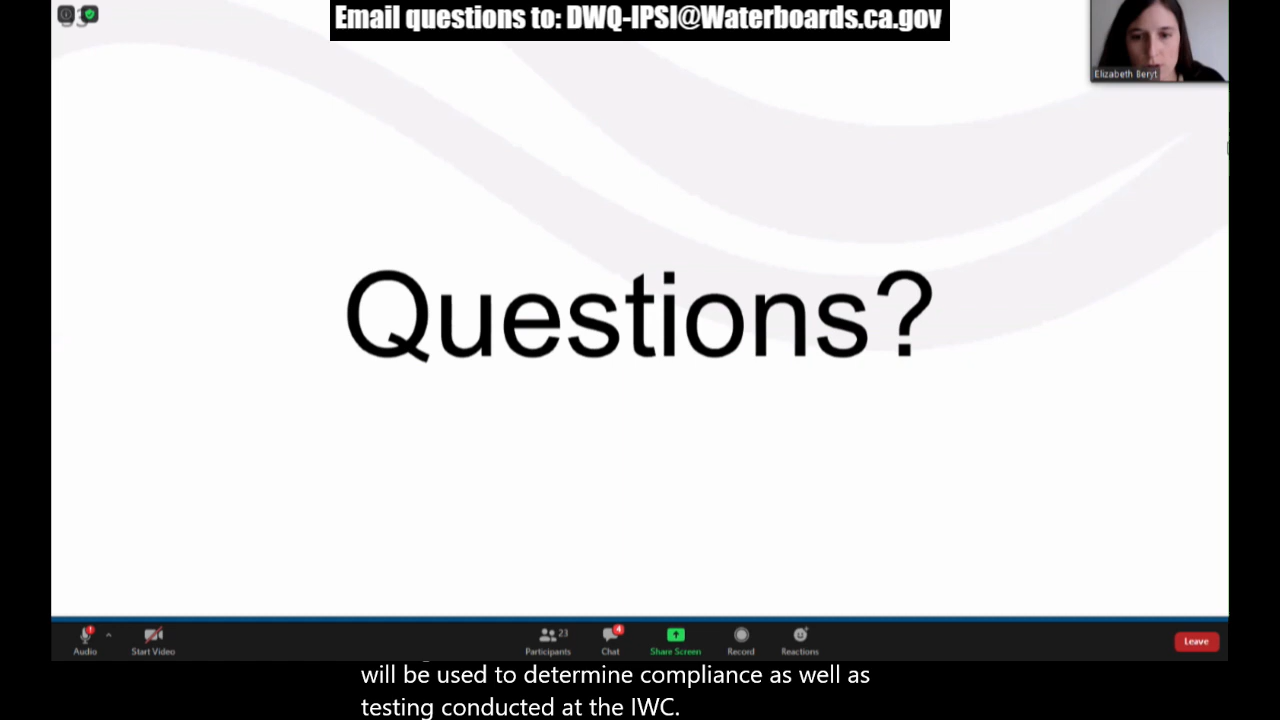 Email questions to: DWQ-IPSI@Waterboards.ca.gov
Elizabeth Beryt
Questions?
Audio
Start Video
23
Participants
4
Chat
Share Screen
Record
Reactions
Leave
will be used to determine compliance as well as
testing conducted at the IWC.